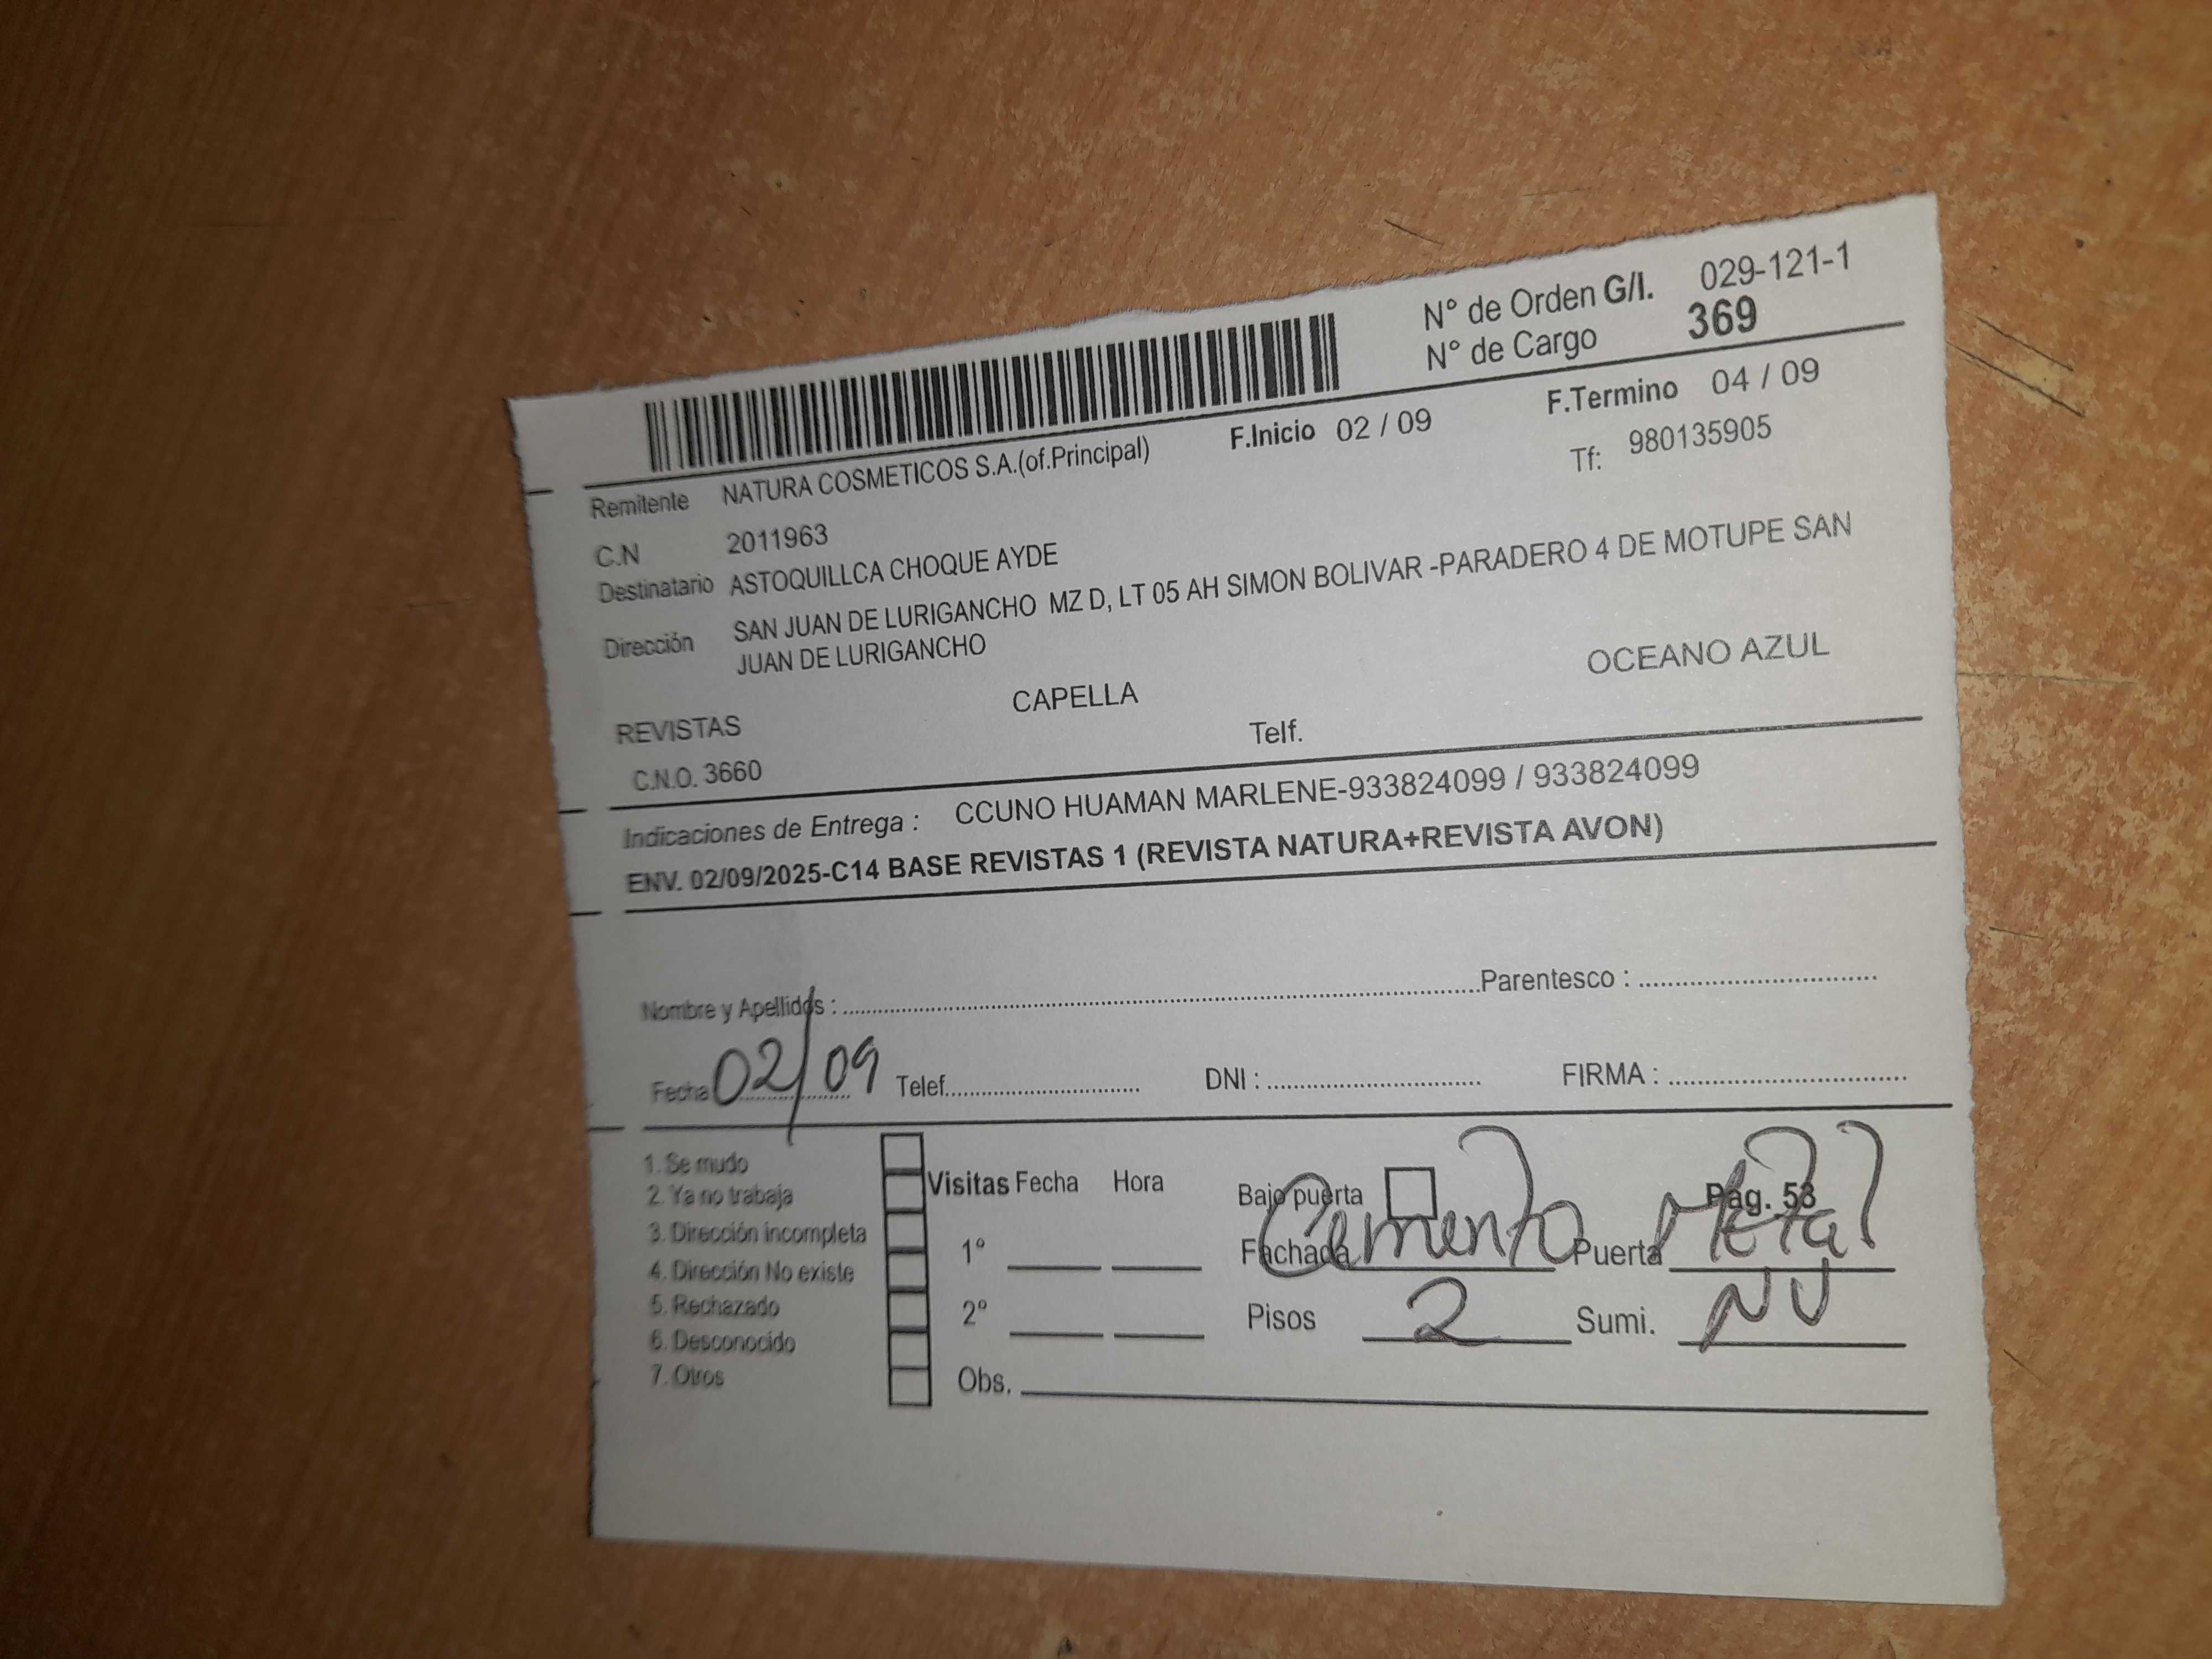 N° de Orden G/I. 029-121-1
N° de Cargo 369
F.Inicio 02 / 09 F.Termino 04 / 09
Remitente NATURA COSMETICOS S.A.(of.Principal) Tf: 980135905
C.N 2011963
Destinatario ASTOQUILLCA CHOQUE AYDE
Dirección SAN JUAN DE LURIGANCHO MZ D, LT 05 AH SIMON BOLIVAR -PARADERO 4 DE MOTUPE SAN
JUAN DE LURIGANCHO
REVISTAS CAPELLA OCEANO AZUL
C.N.O. 3660 Telf.
Indicaciones de Entrega : CCUNO HUAMAN MARLENE-933824099 / 933824099
ENV. 02/09/2025-C14 BASE REVISTAS 1 (REVISTA NATURA+REVISTA AVON)
Nombre y Apellidos : Parentesco :
Fecha 02/09 Telef. DNI : FIRMA :
1. Se mudo
2. Ya no trabaja
3. Dirección incompleta
4. Dirección No existe
5. Rechazado
6. Desconocido
7. Otros
Visitas Fecha Hora
1°
2°
Obs.
Bajo puerta Pag. 53
Fachada Cemento Puerta Metal
Pisos 2 Sumi. NV